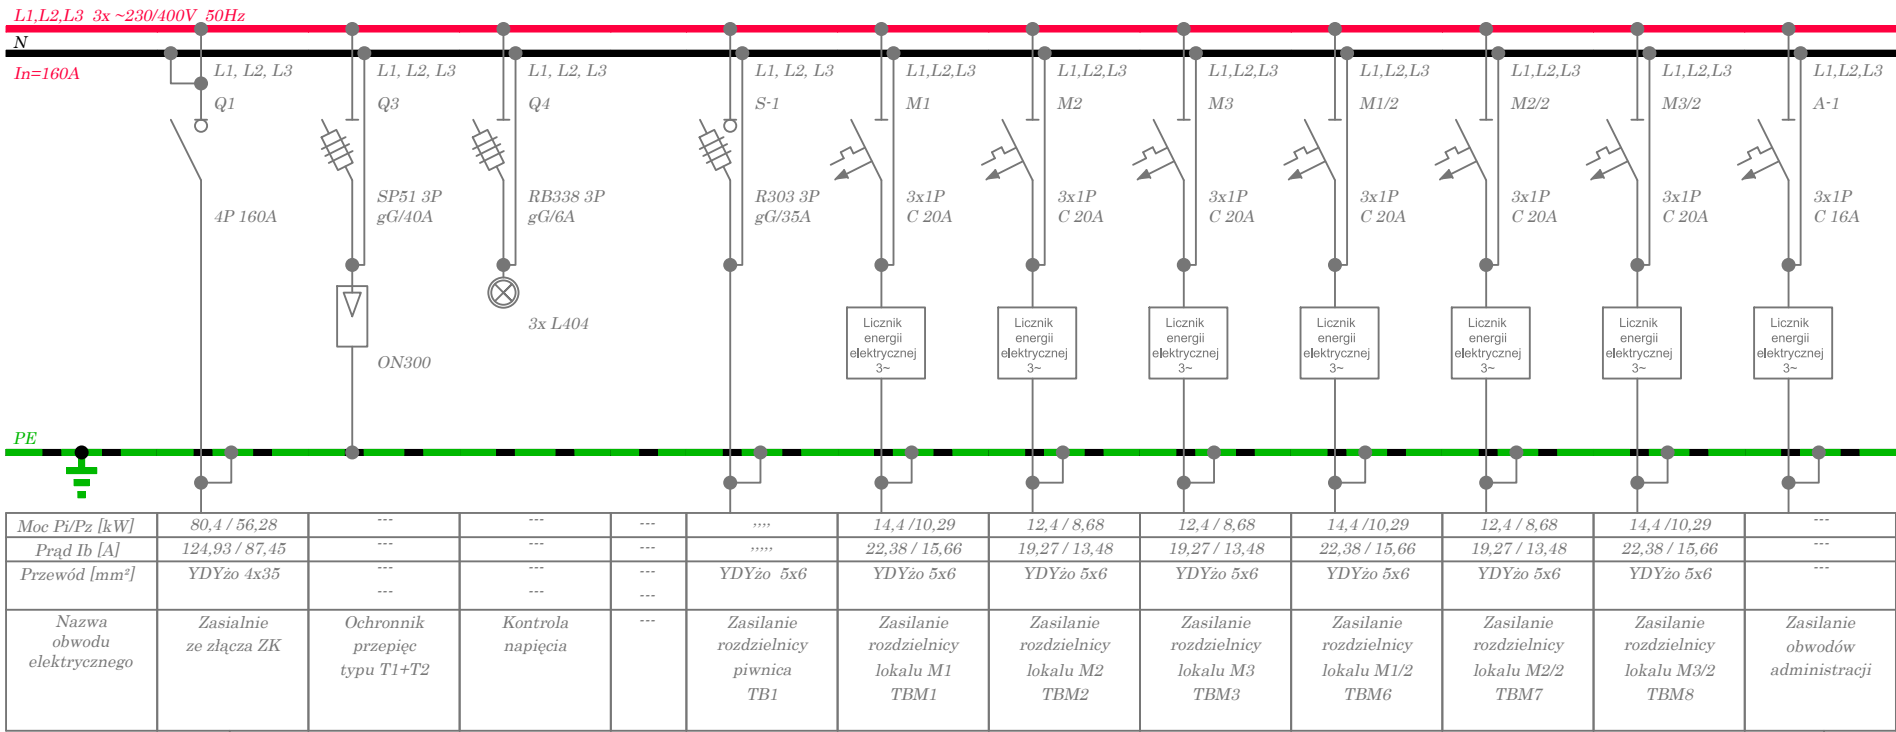 L1,L2,L3 3x ~230/400V 50Hz
N
In=160A
L1, L2, L3
Q1
4P 160A
L1, L2, L3
Q3
SP51 3P
gG/40A
ON300
L1, L2, L3
Q4
RB338 3P
gG/6A
3x L404
L1, L2, L3
S-1
R303 3P
gG/35A
L1,L2,L3
M1
3x1P
C 20A
Licznik
energii
elektrycznej
3~
L1,L2,L3
M2
3x1P
C 20A
Licznik
energii
elektrycznej
3~
L1,L2,L3
M3
3x1P
C 20A
Licznik
energii
elektrycznej
3~
L1,L2,L3
M1/2
3x1P
C 20A
Licznik
energii
elektrycznej
3~
L1,L2,L3
M2/2
3x1P
C 20A
Licznik
energii
elektrycznej
3~
L1,L2,L3
M3/2
3x1P
C 20A
Licznik
energii
elektrycznej
3~
L1,L2,L3
A-1
3x1P
C 16A
Licznik
energii
elektrycznej
3~
PE
Moc Pi/Pz [kW] 80,4 / 56,28 --- --- --- ,,,, 14,4 /10,29 12,4 / 8,68 12,4 / 8,68 14,4 /10,29 12,4 / 8,68 14,4 /10,29 ---
Prąd Ib [A] 124,93 / 87,45 --- --- --- ,,,,, 22,38 / 15,66 19,27 / 13,48 19,27 / 13,48 22,38 / 15,66 19,27 / 13,48 22,38 / 15,66 ---
Przewód [mm²] YDYżo 4x35 --- --- --- YDYżo 5x6 YDYżo 5x6 YDYżo 5x6 YDYżo 5x6 YDYżo 5x6 YDYżo 5x6 YDYżo 5x6 ---
--- --- ---
Nazwa
obwodu
elektrycznego
Zasialnie
ze złącza ZK
Ochronnik
przepięc
typu T1+T2
Kontrola
napięcia
---
Zasilanie
rozdzielnicy
piwnica
TB1
Zasilanie
rozdzielnicy
lokalu M1
TBM1
Zasilanie
rozdzielnicy
lokalu M2
TBM2
Zasilanie
rozdzielnicy
lokalu M3
TBM3
Zasilanie
rozdzielnicy
lokalu M1/2
TBM6
Zasilanie
rozdzielnicy
lokalu M2/2
TBM7
Zasilanie
rozdzielnicy
lokalu M3/2
TBM8
Zasilanie
obwodów
administracji